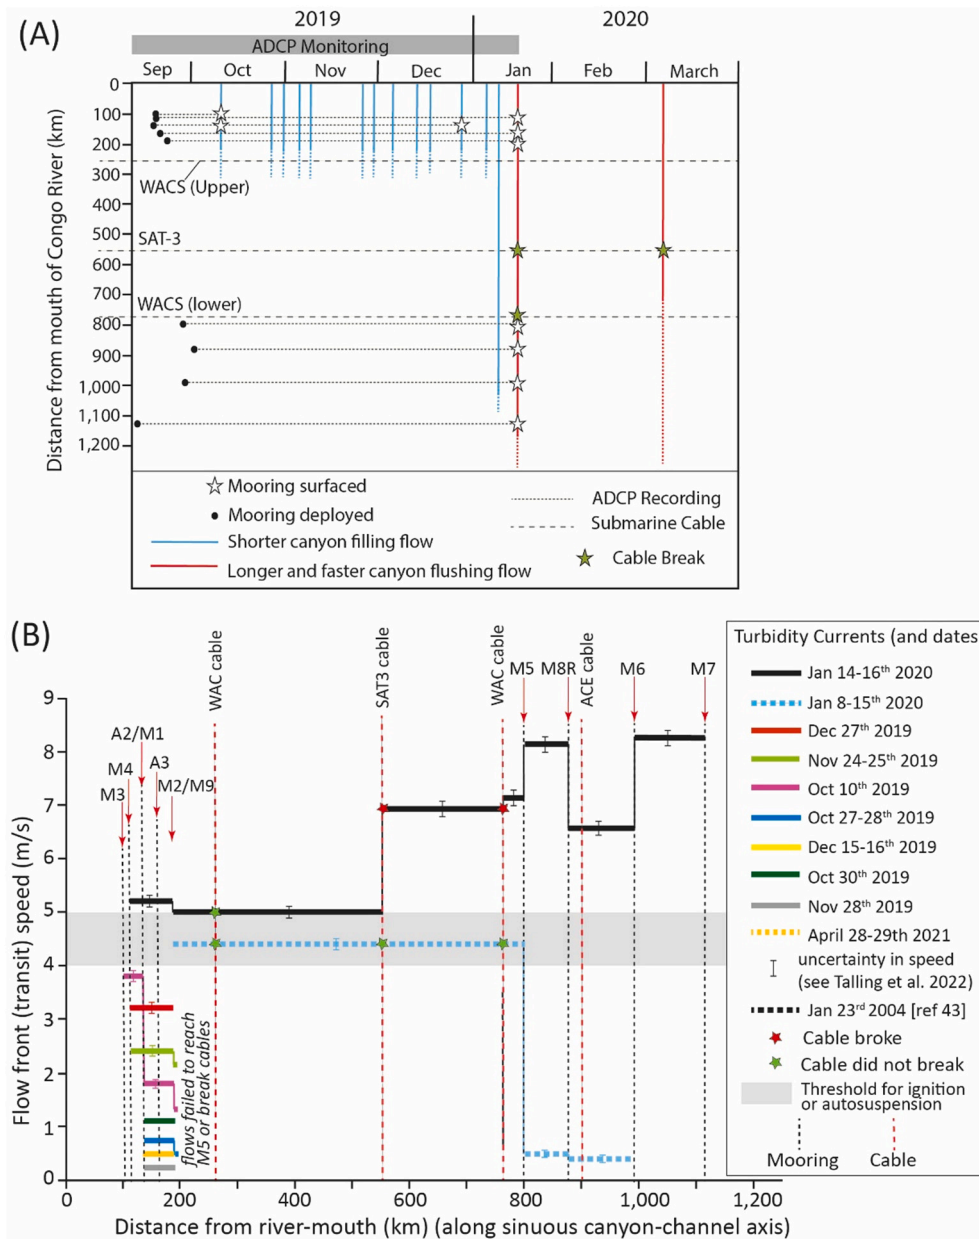 (A)
2019
2020
ADCP Monitoring
Sep
Oct
Nov
Dec
Jan
Feb
March
Distance from mouth of Congo River (km)
0
100
200
300
400
500
600
700
800
900
1,000
1,100
1,200
WACS (Upper)
SAT-3
WACS (lower)
Mooring surfaced
Mooring deployed
Shorter canyon filling flow
Longer and faster canyon flushing flow
ADCP Recording
Submarine Cable
Cable Break
(B)
Flow front (transit) speed (m/s)
9
8
7
6
5
4
3
2
1
0
M3
M4
A2/M1
A3
M2/M9
WAC cable
SAT3 cable
WAC cable
M5
M8R
ACE cable
M6
M7
flows failed to reach
M5 or break cables
0
200
400
600
800
1,000
1,200
Distance from river-mouth (km) (along sinuous canyon-channel axis)
Turbidity Currents (and dates
Jan 14-16th 2020
Jan 8-15th 2020
Dec 27th 2019
Nov 24-25th 2019
Oct 10th 2019
Oct 27-28th 2019
Dec 15-16th 2019
Oct 30th 2019
Nov 28th 2019
April 28-29th 2021
uncertainty in speed
(see Talling et al. 2022)
Jan 23rd 2004 [ref 43]
Cable broke
Cable did not break
Threshold for ignition
or autosuspension
Mooring
Cable